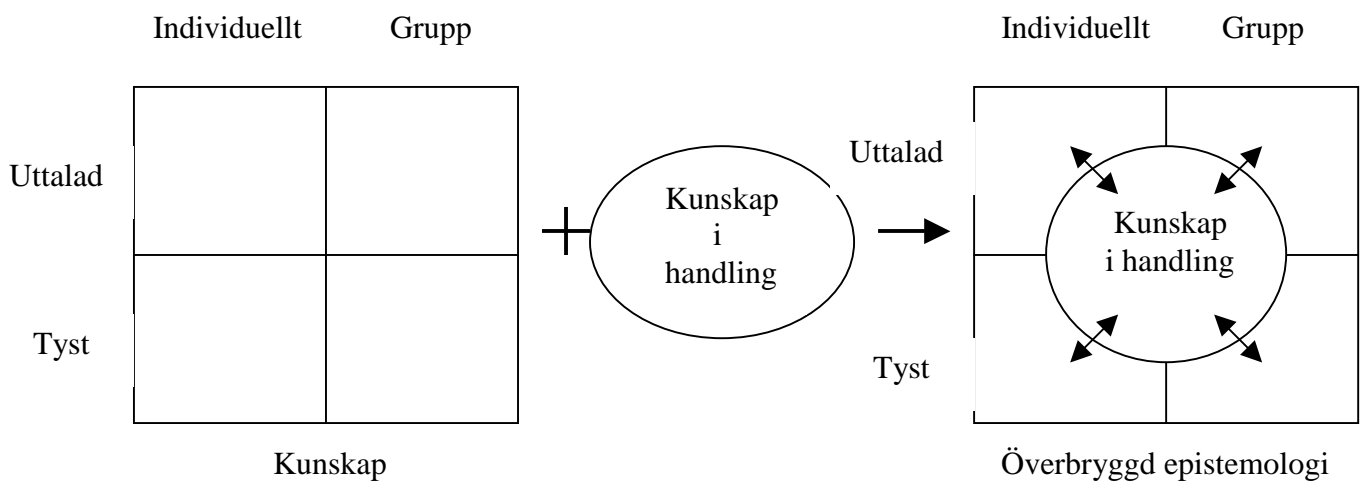 Individuellt Grupp
Uttalad
Tyst
Kunskap
Kunskap
i
handling
Individuellt Grupp
Uttalad
Tyst
Kunskap
i handling
Överbryggd epistemologi